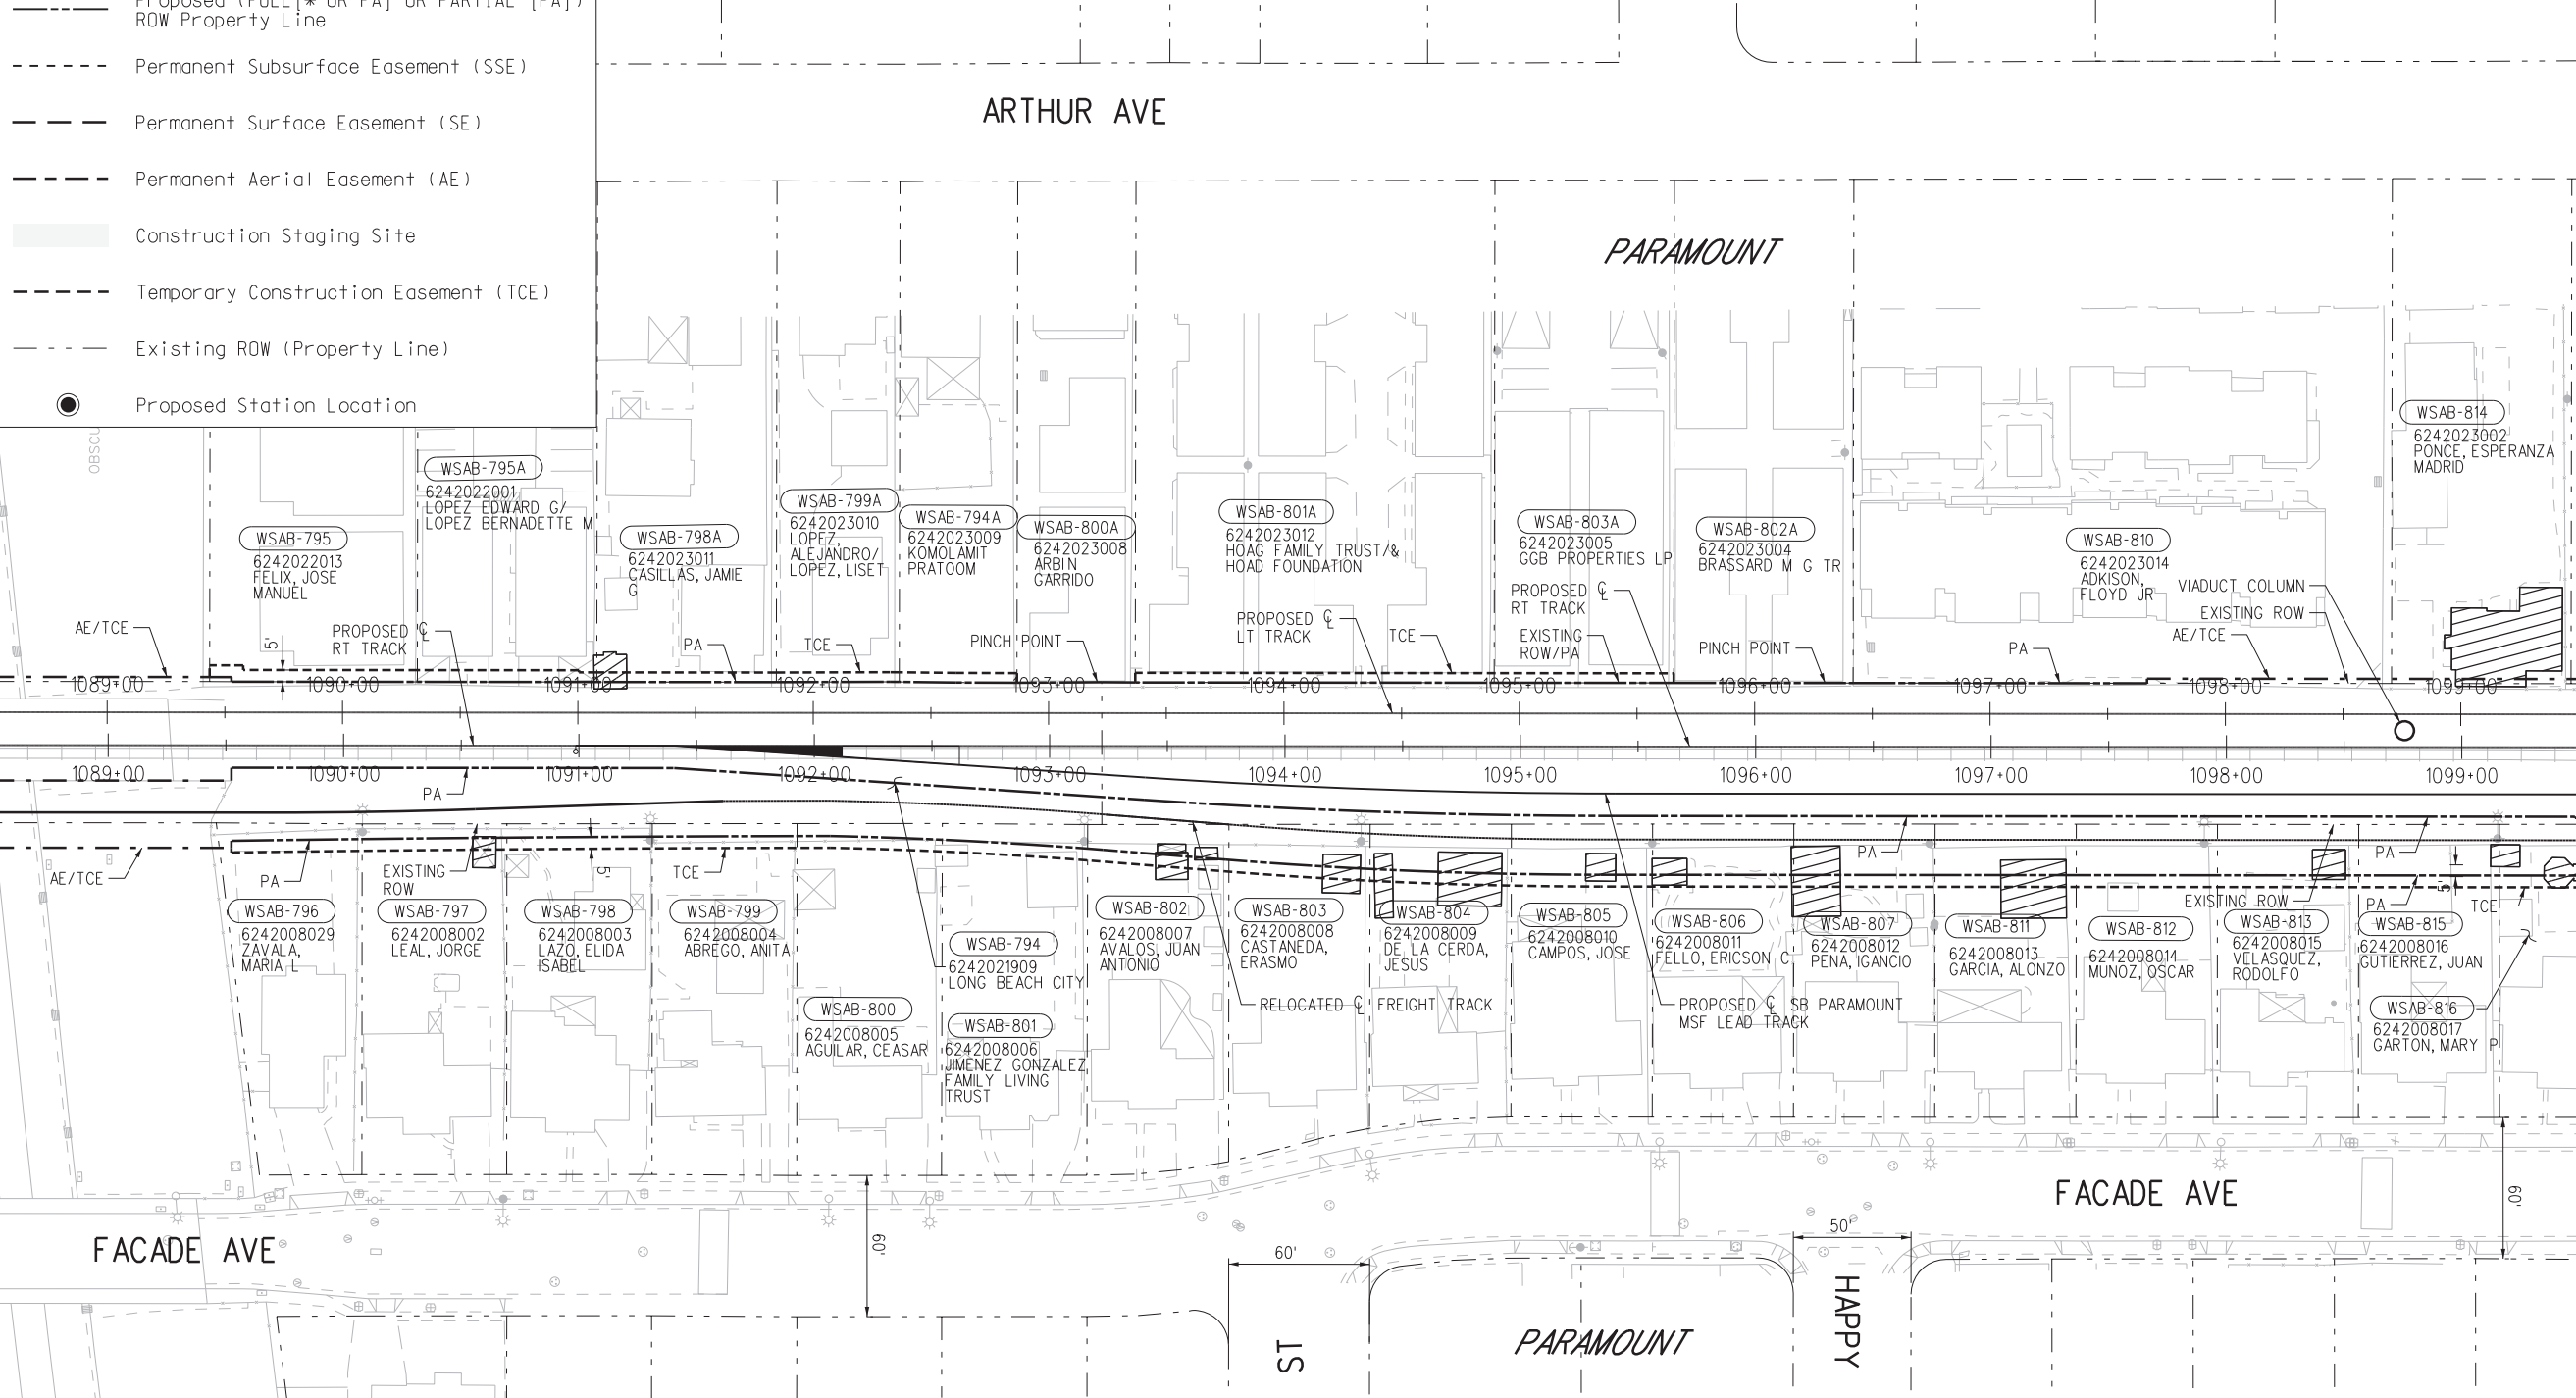 Proposed (FULL[* OR FA] OR PARTIAL [PA])
ROW Property Line
Permanent Subsurface Easement (SSE)
Permanent Surface Easement (SE)
Permanent Aerial Easement (AE)
Construction Staging Site
Temporary Construction Easement (TCE)
Existing ROW (Property Line)
Proposed Station Location
ARTHUR AVE
PARAMOUNT
WSAB-795
6242022013
FELIX, JOSE
MANUEL
WSAB-795A
6242022001
LOPEZ EDWARD G/
LOPEZ BERNADETTE M
WSAB-798A
6242023011
CASILLAS, JAMIE
G
WSAB-799A
6242023010
LOPEZ,
ALEJANDRO/
LOPEZ, LISET
WSAB-794A
6242023009
KOMOLAMIT
PRATOOM
WSAB-800A
6242023008
ARBIN
GARRIDO
WSAB-801A
6242023012
HOAG FAMILY TRUST/&
HOAD FOUNDATION
WSAB-803A
6242023005
GGB PROPERTIES LP
WSAB-802A
6242023004
BRASSARD M G TR
WSAB-810
6242023014
ADKISON,
FLOYD JR
WSAB-814
6242023002
PONCE, ESPERANZA
MADRID
OBSCU
AE/TCE
5'
PROPOSED ℄
RT TRACK
PA
TCE
PINCH POINT
PROPOSED ℄
LT TRACK
TCE
PROPOSED ℄
RT TRACK
EXISTING
ROW/PA
PINCH POINT
PA
VIADUCT COLUMN
EXISTING ROW
AE/TCE
1089+00 1090+00 1091+00 1092+00 1093+00 1094+00 1095+00 1096+00 1097+00 1098+00 1099+00
1089+00 1090+00 1091+00 1092+00 1093+00 1094+00 1095+00 1096+00 1097+00 1098+00 1099+00
PA
AE/TCE
PA
EXISTING
ROW
5'
TCE
PA
PA
5'
EXISTING ROW
PA
TCE
WSAB-796
6242008029
ZAVALA,
MARIA L
WSAB-797
6242008002
LEAL, JORGE
WSAB-798
6242008003
LAZO, ELIDA
ISABEL
WSAB-799
6242008004
ABREGO, ANITA
WSAB-800
6242008005
AGUILAR, CEASAR
WSAB-794
6242021909
LONG BEACH CITY
WSAB-801
6242008006
JIMENEZ GONZALEZ
FAMILY LIVING
TRUST
WSAB-802
6242008007
AVALOS, JUAN
ANTONIO
WSAB-803
6242008008
CASTANEDA,
ERASMO
WSAB-804
6242008009
DE LA CERDA,
JESUS
WSAB-805
6242008010
CAMPOS, JOSE
WSAB-806
6242008011
FELLO, ERICSON C
WSAB-807
6242008012
PENA, IGANCIO
WSAB-811
6242008013
GARCIA, ALONZO
WSAB-812
6242008014
MUNOZ, OSCAR
WSAB-813
6242008015
VELASQUEZ,
RODOLFO
WSAB-815
6242008016
GUTIERREZ, JUAN
WSAB-816
6242008017
GARTON, MARY P
RELOCATED ℄ FREIGHT TRACK
PROPOSED ℄ SB PARAMOUNT
MSF LEAD TRACK
FACADE AVE
60'
60'
50'
FACADE AVE
60'
ST
PARAMOUNT
HAPPY